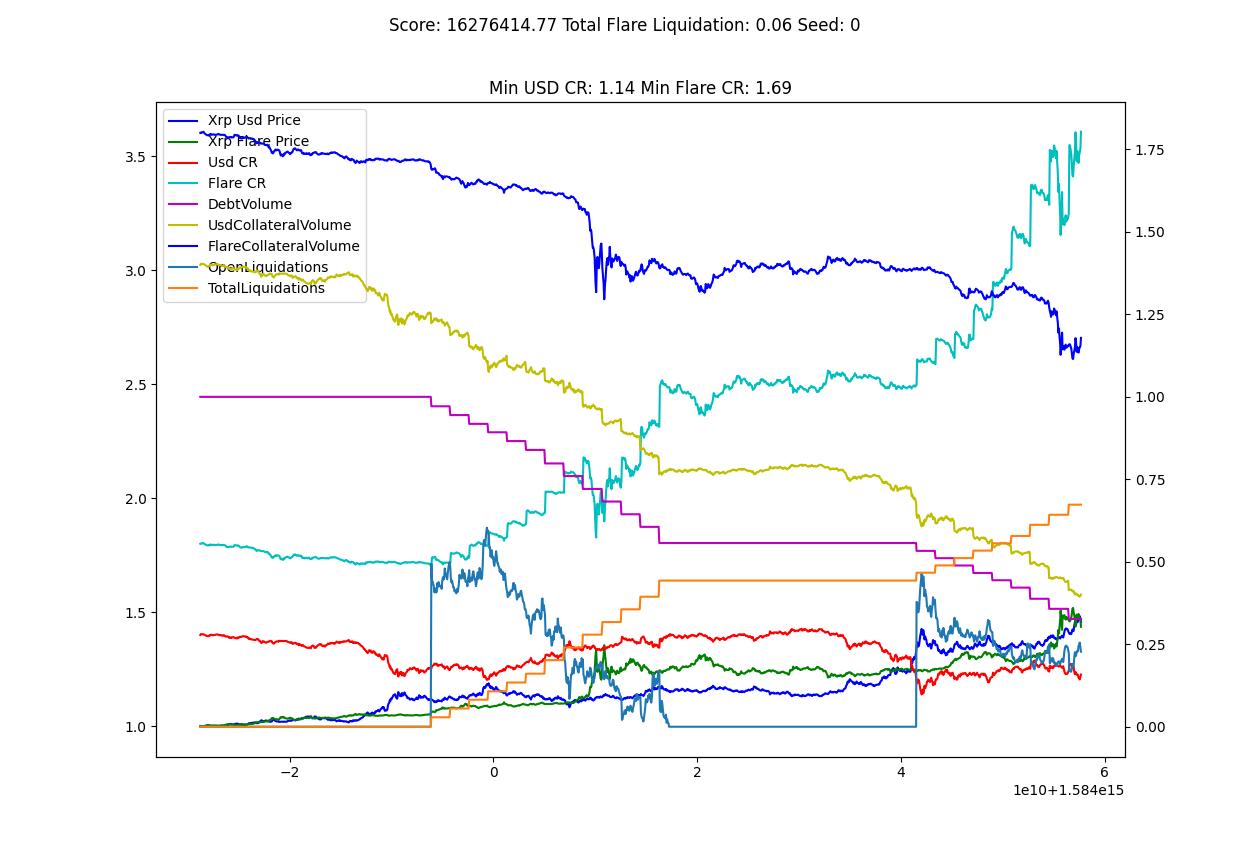 Score: 16276414.77 Total Flare Liquidation: 0.06 Seed: 0
Min USD CR: 1.14 Min Flare CR: 1.69
Xrp Usd Price
Xrp Flare Price
Usd CR
Flare CR
DebtVolume
UsdCollateralVolume
FlareCollateralVolume
OpenLiquidations
TotalLiquidations
3.5
3.0
2.5
2.0
1.5
1.0
1.75
1.50
1.25
1.00
0.75
0.50
0.25
0.00
−2 0 2 4 6
1e10+1.584e15